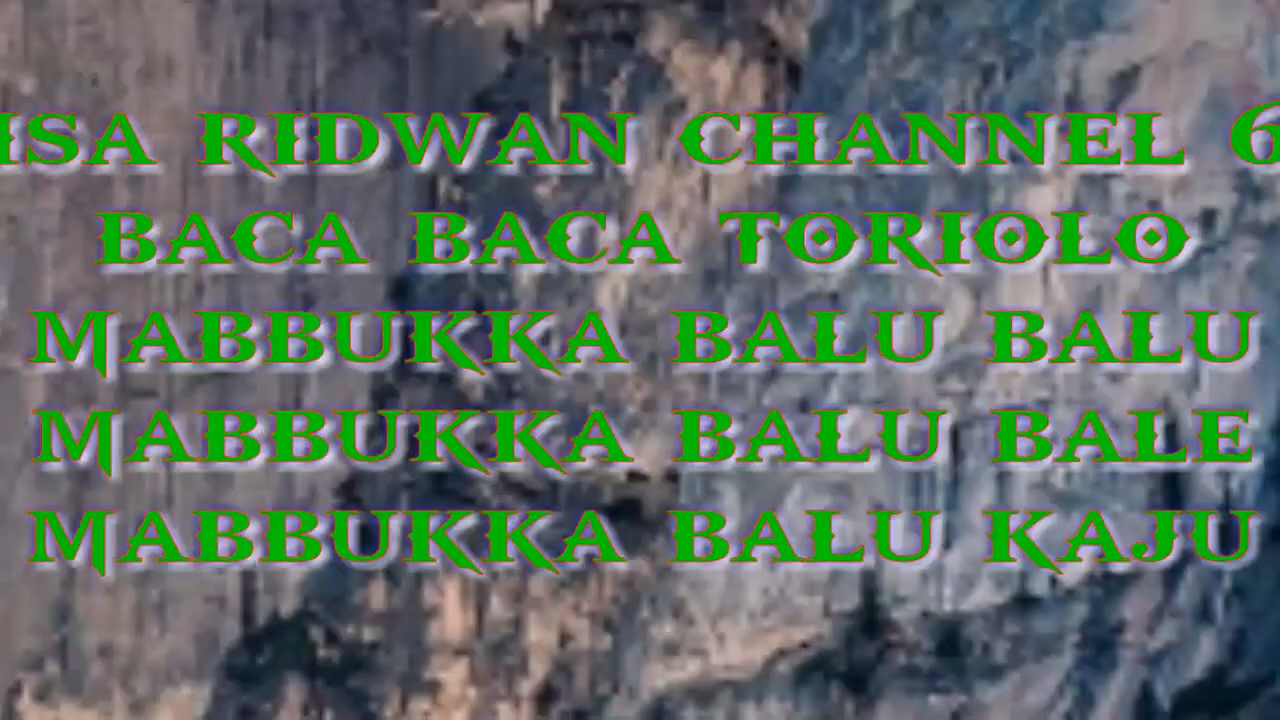 ISA RIDWAN CHANNEL 6
BACA BACA TORIOLO
MABBUKKA BALU BALU
MABBUKKA BALU BALE
MABBUKKA BALU KAJU